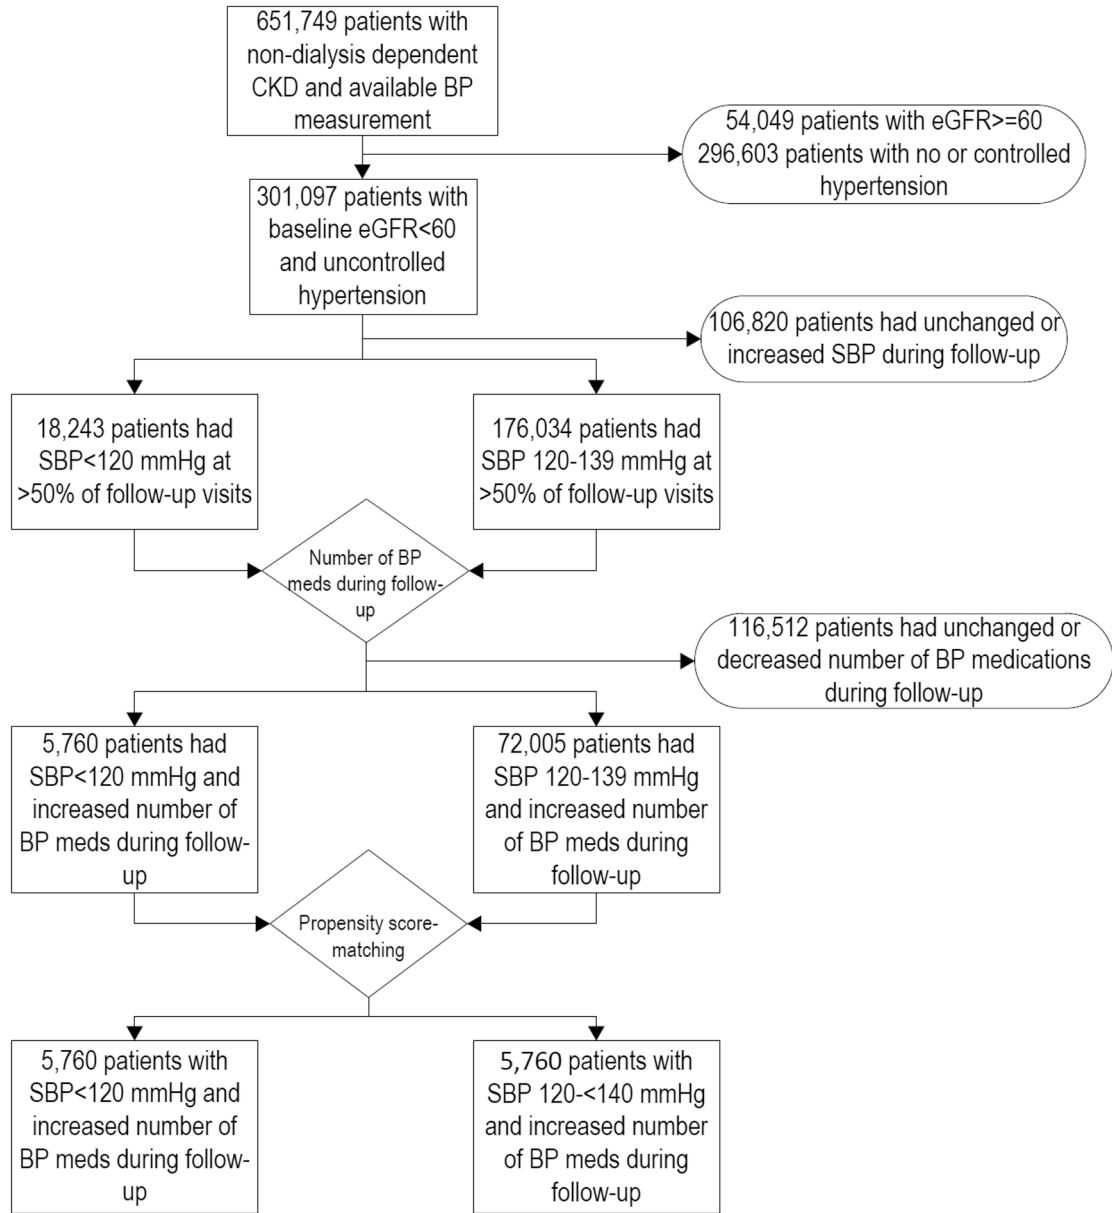 651,749 patients with
non-dialysis dependent
CKD and available BP
measurement
54,049 patients with eGFR>=60
296,603 patients with no or controlled
hypertension
301,097 patients with
baseline eGFR<60
and uncontrolled
hypertension
106,820 patients had unchanged or
increased SBP during follow-up
18,243 patients had
SBP<120 mmHg at
>50% of follow-up visits
176,034 patients had
SBP 120-139 mmHg at
>50% of follow-up visits
Number of BP
meds during follow-
up
116,512 patients had unchanged or
decreased number of BP medications
during follow-up
5,760 patients had
SBP<120 mmHg and
increased number of
BP meds during follow-
up
72,005 patients had
SBP 120-139 mmHg
and increased number
of BP meds during
follow-up
Propensity score-
matching
5,760 patients with
SBP<120 mmHg and
increased number of
BP meds during follow-
up
5,760 patients with
SBP 120-<140 mmHg
and increased number
of BP meds during
follow-up